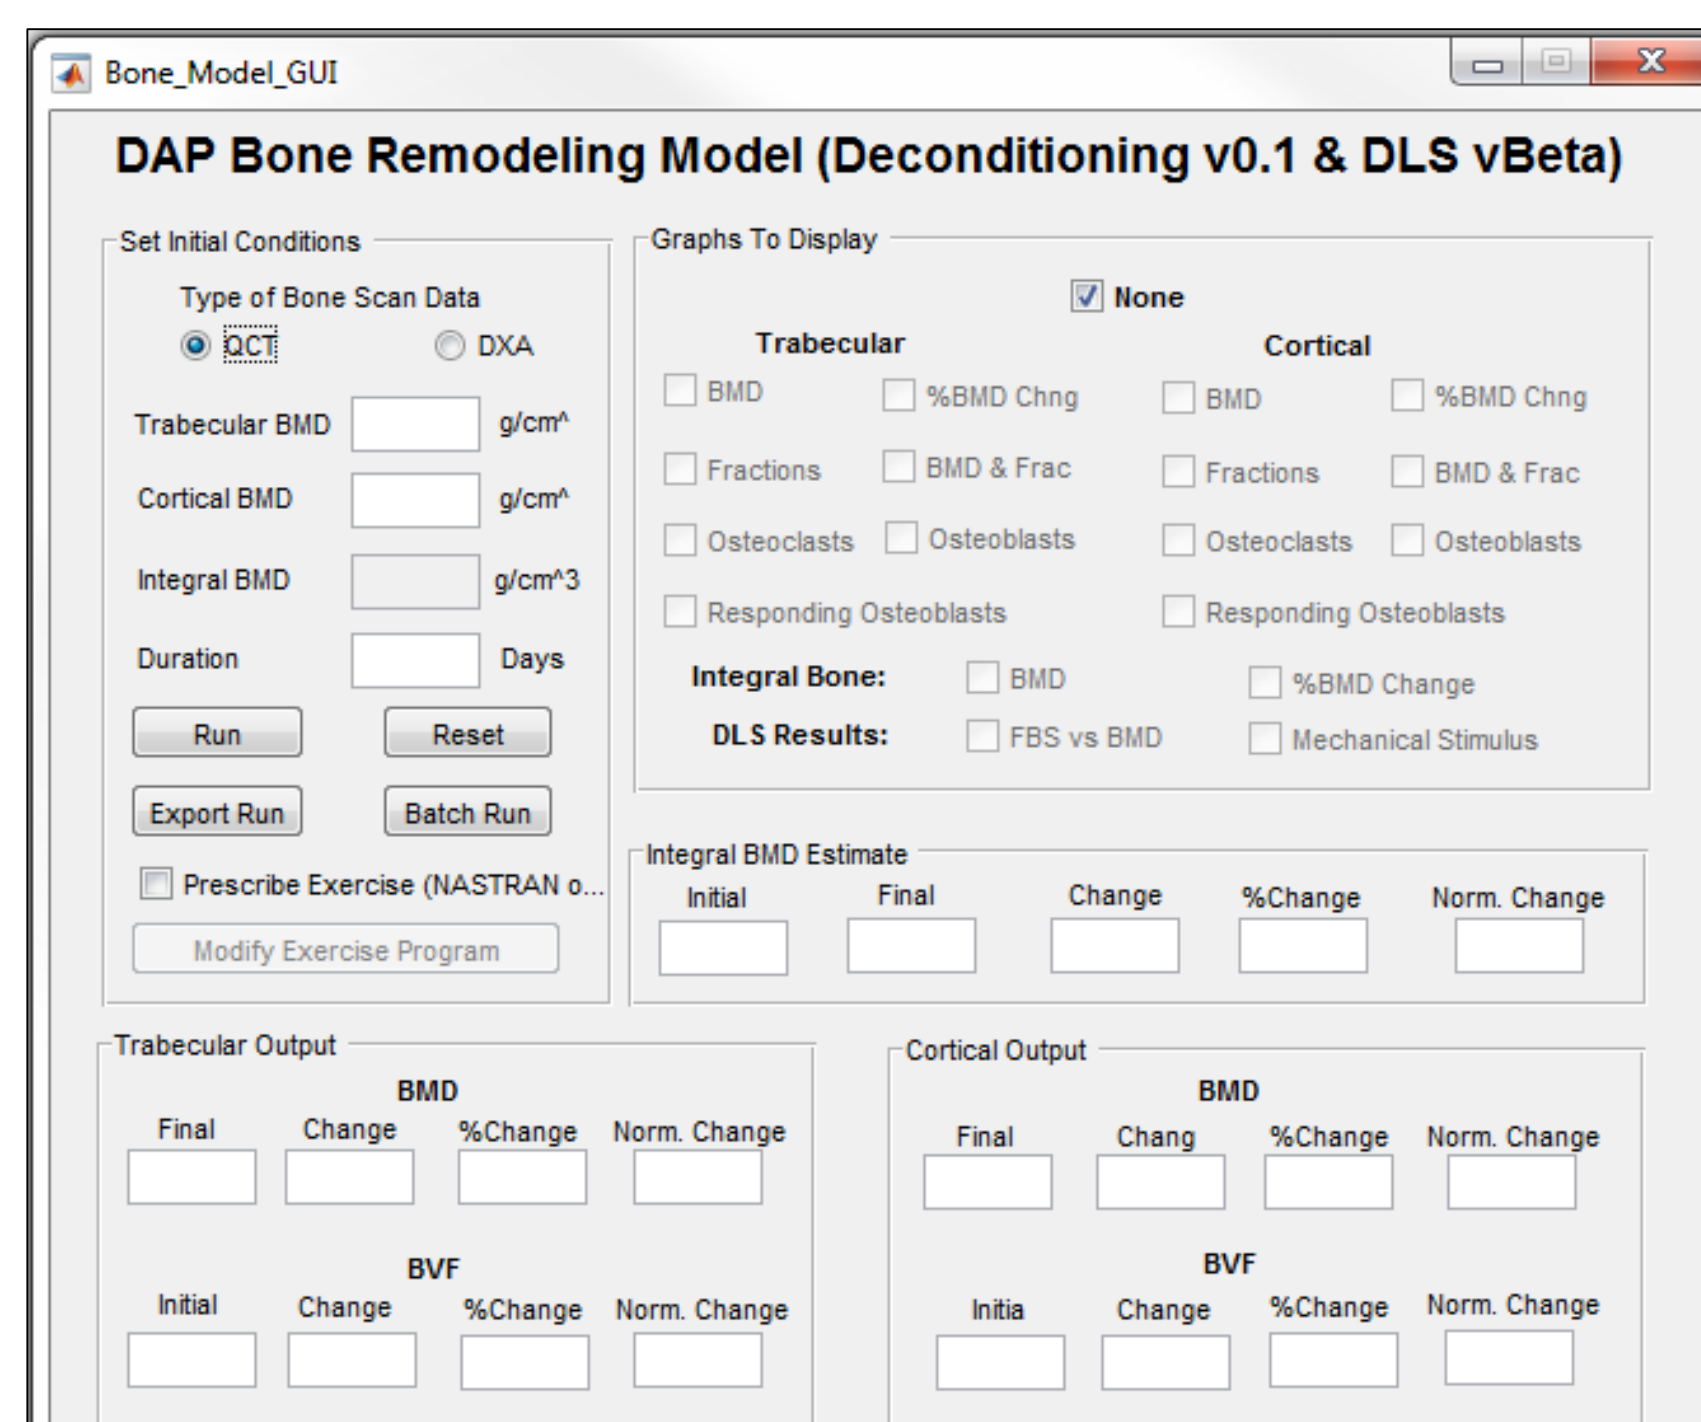 Bone_Model_GUI
DAP Bone Remodeling Model (Deconditioning v0.1 & DLS vBeta)
Set Initial Conditions
Type of Bone Scan Data
QCT DXA
Trabecular BMD g/cm^
Cortical BMD g/cm^
Integral BMD g/cm^3
Duration Days
Run Reset
Export Run Batch Run
Prescribe Exercise (NASTRAN o...
Modify Exercise Program
Graphs To Display
None
Trabecular Cortical
BMD %BMD Chng BMD %BMD Chng
Fractions BMD & Frac Fractions BMD & Frac
Osteoclasts Osteoblasts Osteoclasts Osteoblasts
Responding Osteoblasts Responding Osteoblasts
Integral Bone: BMD %BMD Change
DLS Results: FBS vs BMD Mechanical Stimulus
Integral BMD Estimate
Initial Final Change %Change Norm. Change
Trabecular Output
BMD
Final Change %Change Norm. Change
BVF
Initial Change %Change Norm. Change
Cortical Output
BMD
Final Chang %Change Norm. Change
BVF
Initia Change %Change Norm. Change